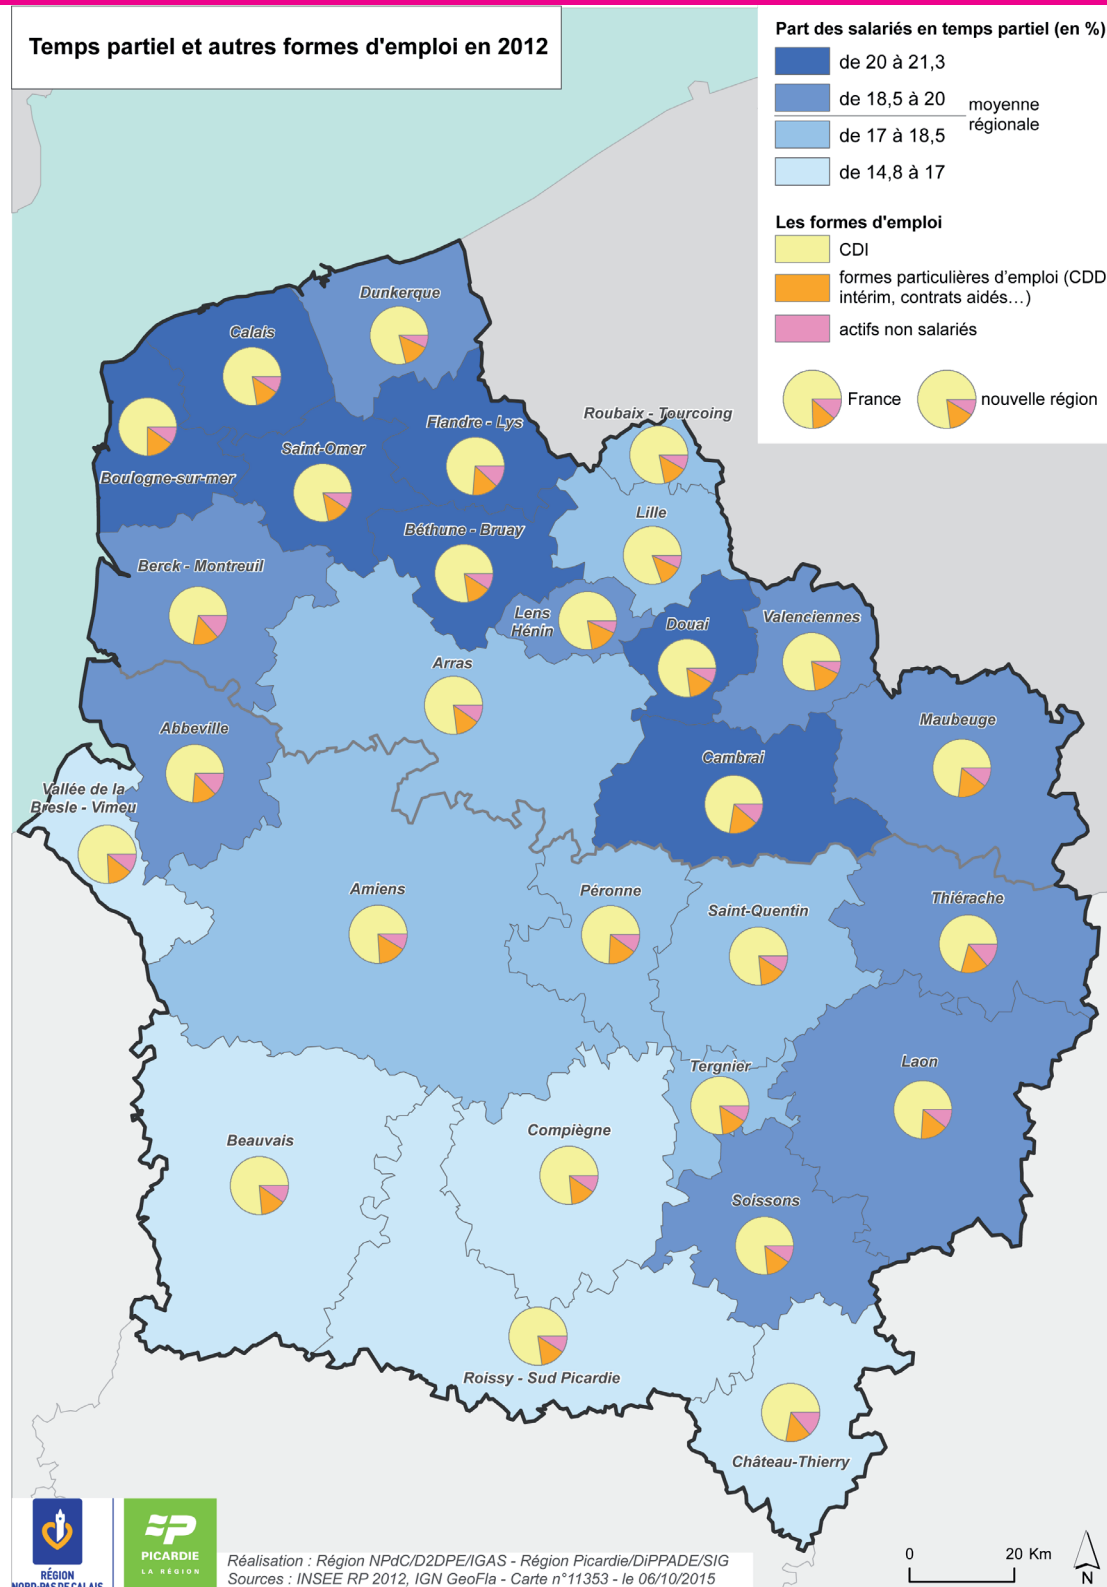 Temps partiel et autres formes d'emploi en 2012
Part des salariés en temps partiel (en %)
de 20 à 21,3
de 18,5 à 20
moyenne
régionale
de 17 à 18,5
de 14,8 à 17
Les formes d'emploi
CDI
formes particulières d'emploi (CDD
intérim, contrats aidés...)
actifs non salariés
France
nouvelle région
Dunkerque
Calais
Roubaix - Tourcoing
Flandre - Lys
Saint-Omer
Boulogne-sur-mer
Lille
Béthune - Bruay
Berck - Montreuil
Lens
Hénin
Douai
Valenciennes
Arras
Maubeuge
Abbeville
Cambrai
Vallée de la
Bresle - Vimeu
Amiens
Péronne
Saint-Quentin
Thiérache
Laon
Tergnier
Compiègne
Beauvais
Soissons
Roissy - Sud Picardie
Château-Thierry
PICARDIE
LA RÉGION
RÉGION
NORD-PAS DE CALAIS
Réalisation : Région NPdC/D2DPE/IGAS - Région Picardie/DiPPADE/SIG
Sources : INSEE RP 2012, IGN GeoFla - Carte n°11353 - le 06/10/2015
0
20 Km
N